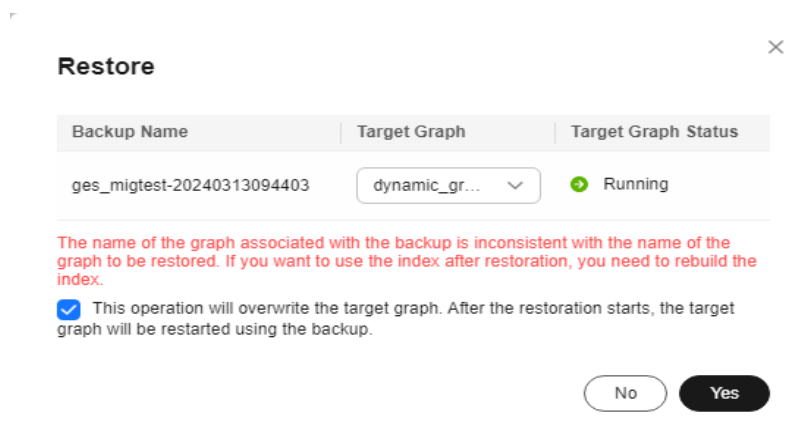 Restore
Backup Name Target Graph Target Graph Status
ges_migtest-20240313094403 dynamic_gr... Running
The name of the graph associated with the backup is inconsistent with the name of the
graph to be restored. If you want to use the index after restoration, you need to rebuild the
index.
This operation will overwrite the target graph. After the restoration starts, the target
graph will be restarted using the backup.
No Yes